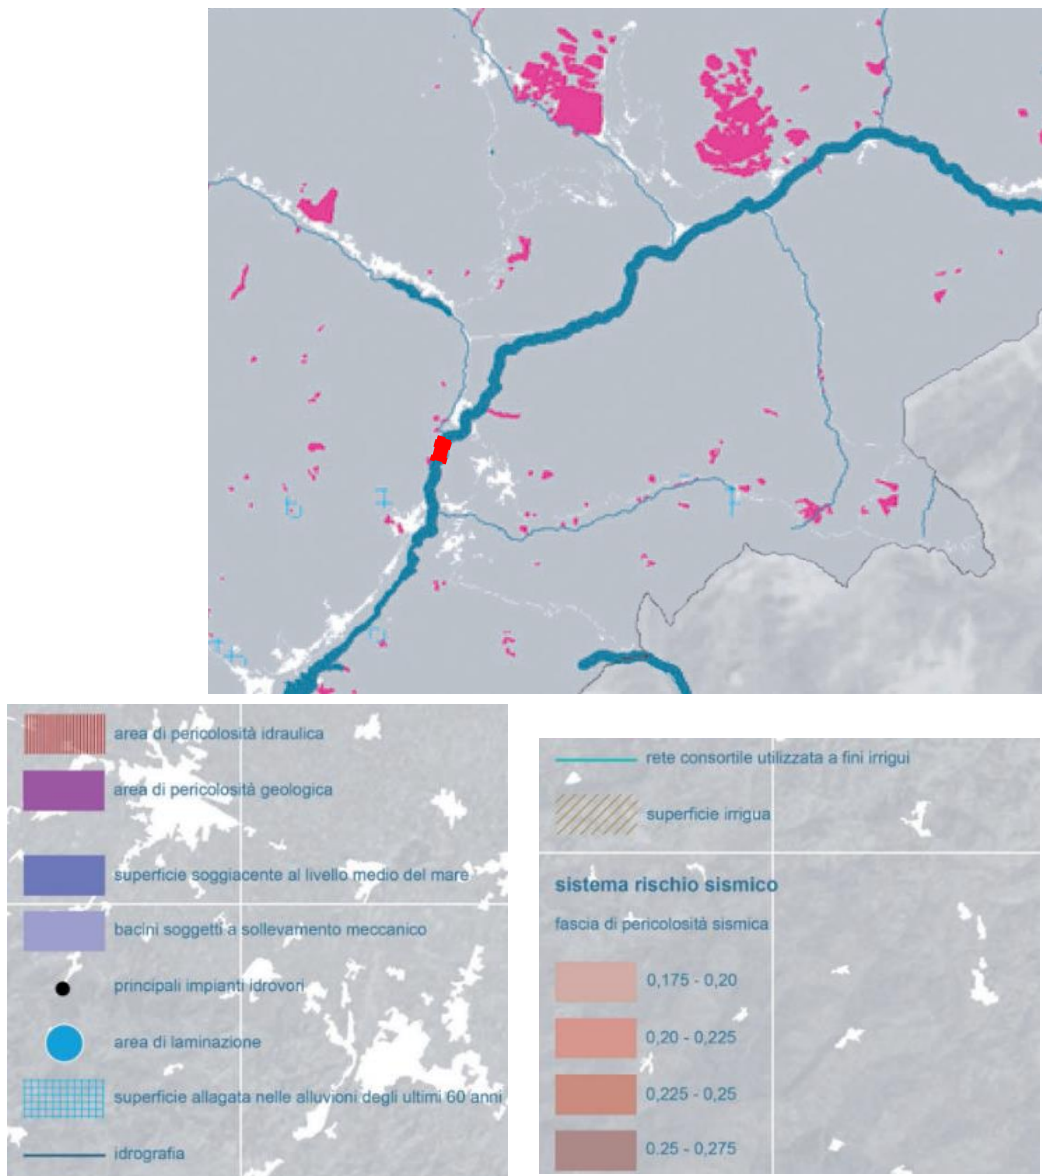 area di pericolosità idraulica
area di pericolosità geologica
superficie soggiacente al livello medio del mare
bacini soggetti a sollevamento meccanico
principali impianti idrovori
area di laminazione
superficie allagata nelle alluvioni degli ultimi 60 anni
idrografia
rete consortile utilizzata a fini irrigui
superficie irrigua
sistema rischio sismico
fascia di pericolosità sismica
0,175 - 0,20
0,20 - 0,225
0,225 - 0,25
0.25 - 0,275